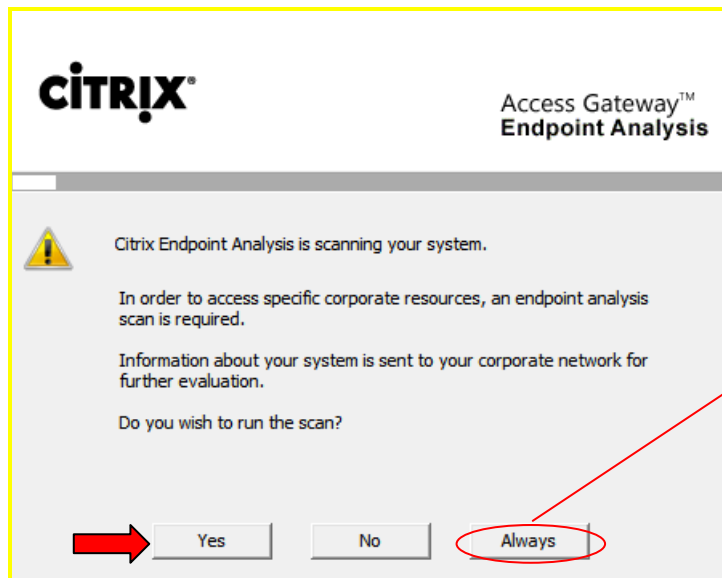 CİTRIX®
Access Gateway™
Endpoint Analysis
Citrix Endpoint Analysis is scanning your system.
In order to access specific corporate resources, an endpoint analysis
scan is required.
Information about your system is sent to your corporate network for
further evaluation.
Do you wish to run the scan?
Yes No Always